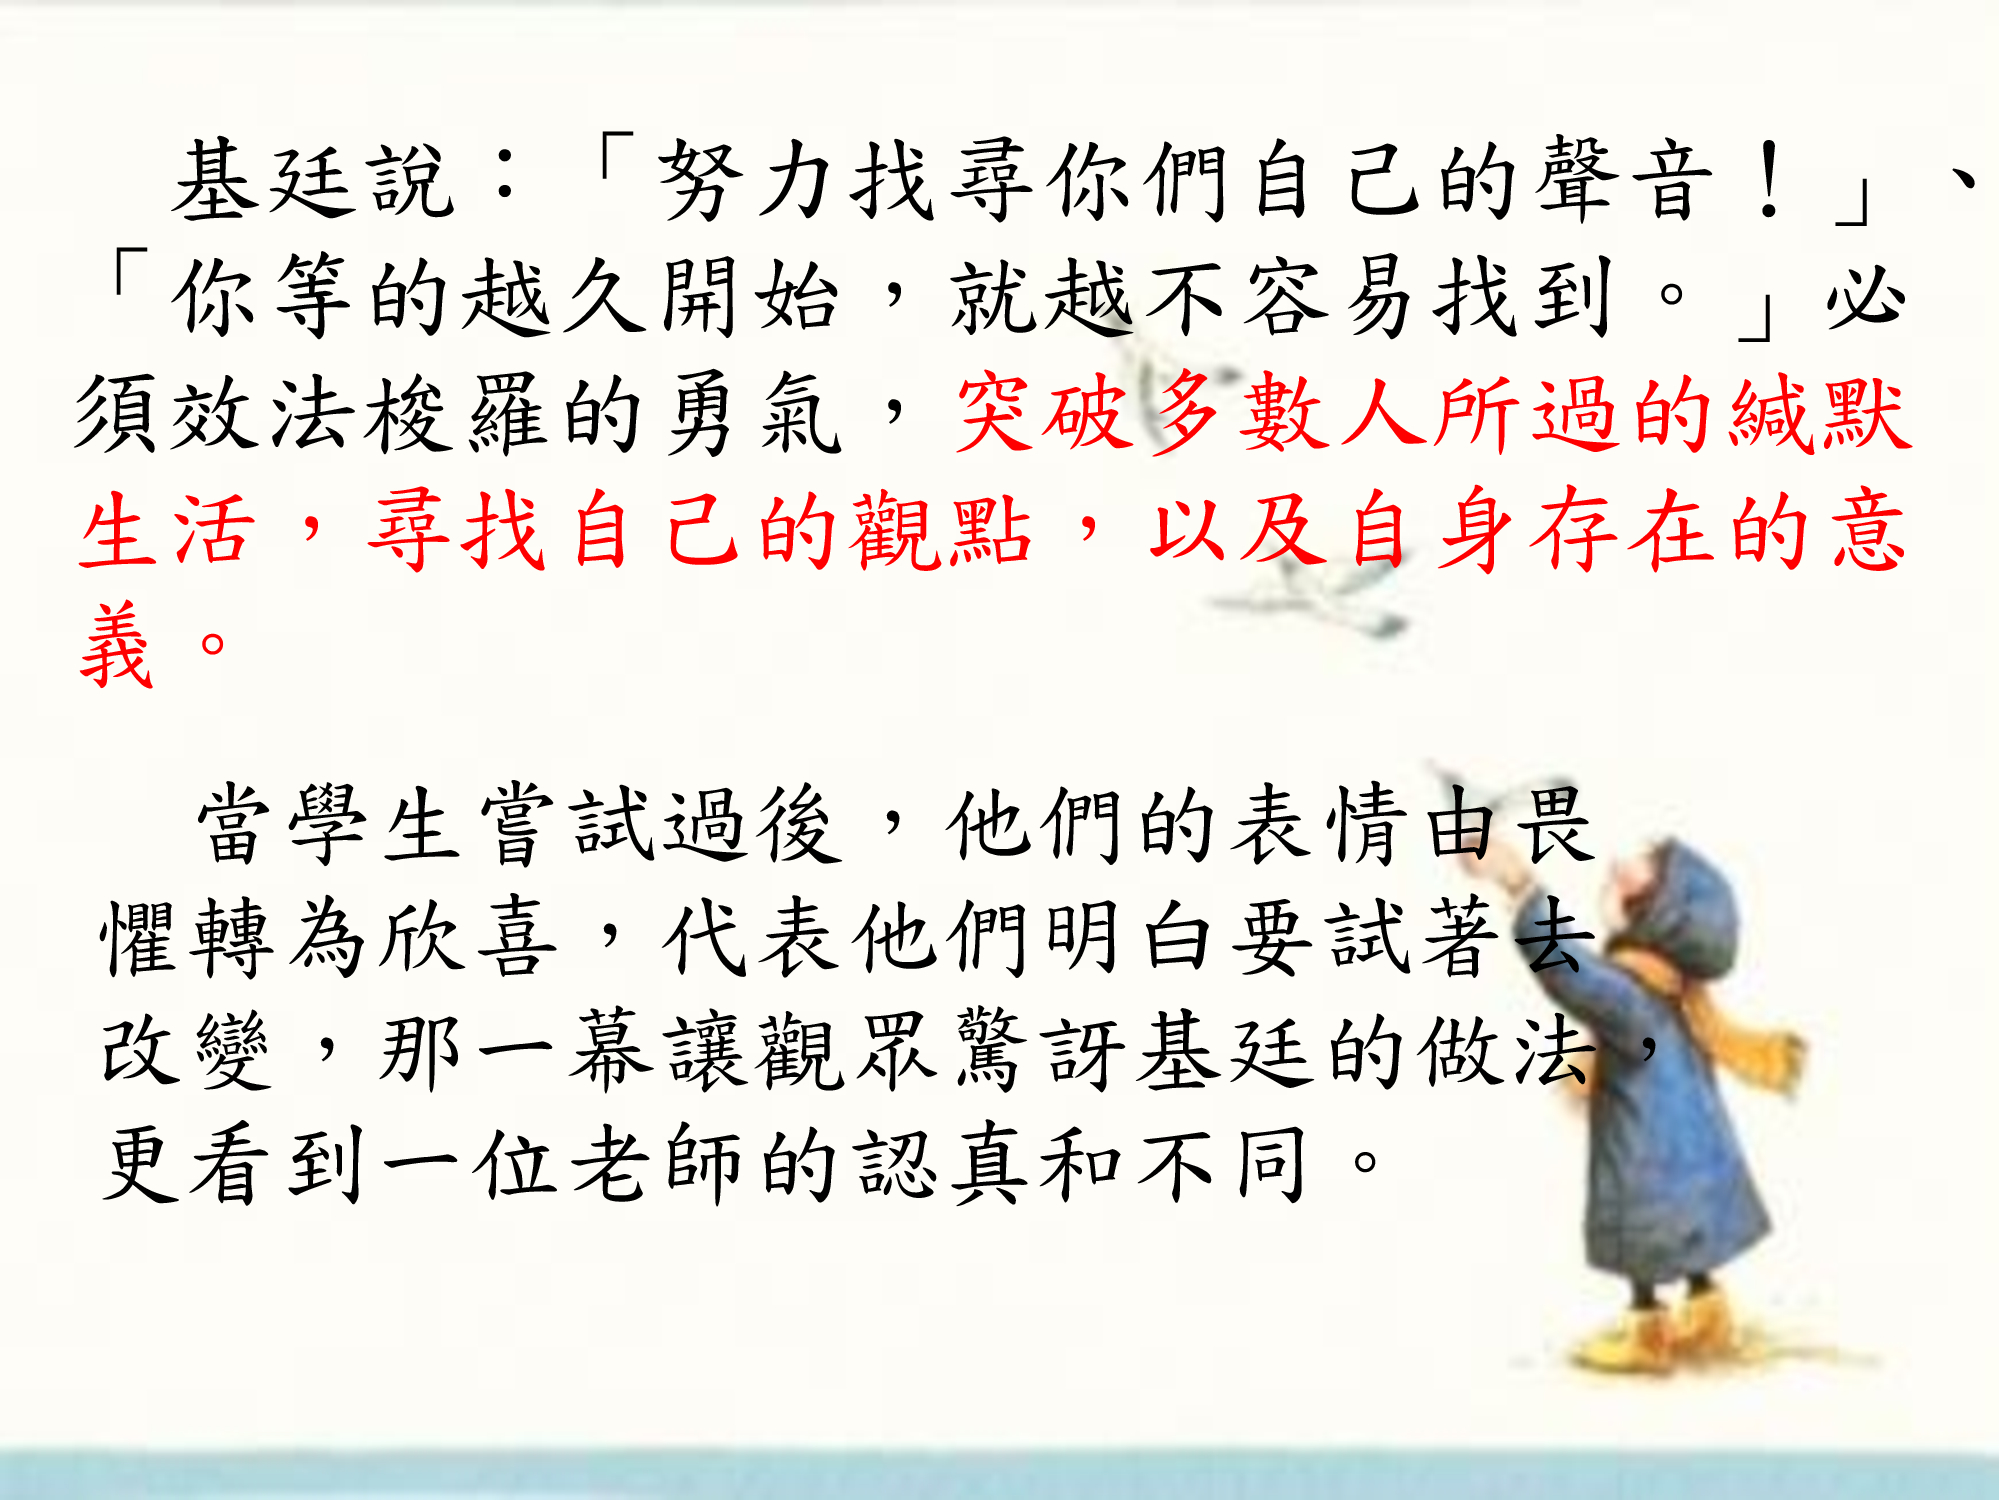 基廷說：「努力找尋你們自己的聲音！」、
「你等的越久開始，就越不容易找到。」必
須效法梭羅的勇氣，突破多數人所過的緘默
生活，尋找自己的觀點，以及自身存在的意
義。
當學生嘗試過後，他們的表情由畏
懼轉為欣喜，代表他們明白要試著去
改變，那一幕讓觀眾驚訝基廷的做法，
更看到一位老師的認真和不同。